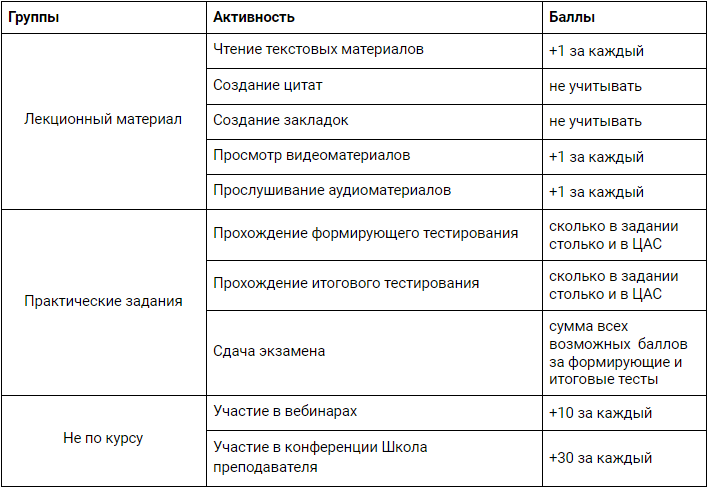 Группы Активность Баллы
Лекционный материал
Чтение текстовых материалов +1 за каждый
Создание цитат не учитывать
Создание закладок не учитывать
Просмотр видеоматериалов +1 за каждый
Прослушивание аудиоматериалов +1 за каждый
Практические задания
Прохождение формирующего тестирования
сколько в задании
столько и в ЦАС
Прохождение итогового тестирования
сколько в задании
столько и в ЦАС
Сдача экзамена
сумма всех
возможных баллов
за формирующие и
итоговые тесты
Не по курсу
Участие в вебинарах +10 за каждый
Участие в конференции Школа
преподавателя
+30 за каждый